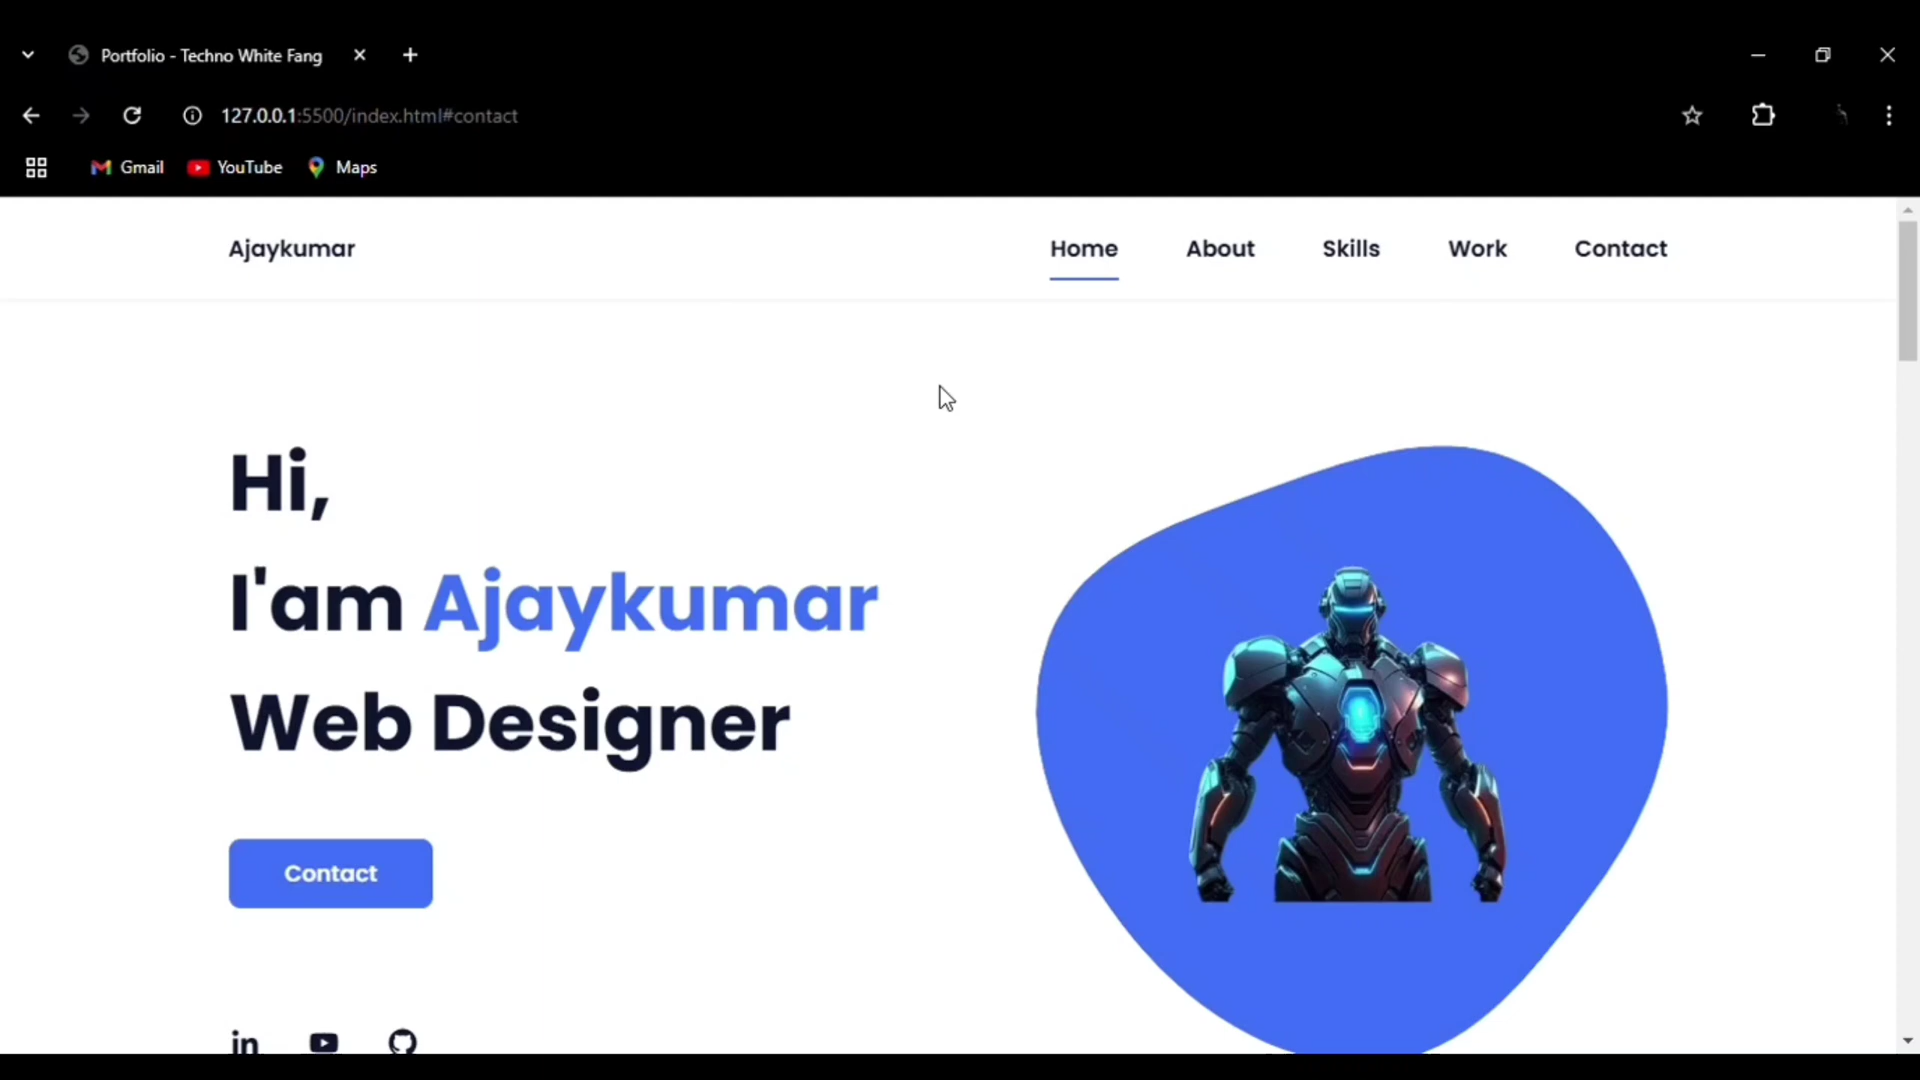 Portfolio - Techno White Fang
127.0.0.1:5500/index.html#contact
Gmail YouTube Maps
Ajaykumar Home About Skills Work Contact
Hi,
I'am Ajaykumar
Web Designer
Contact
in